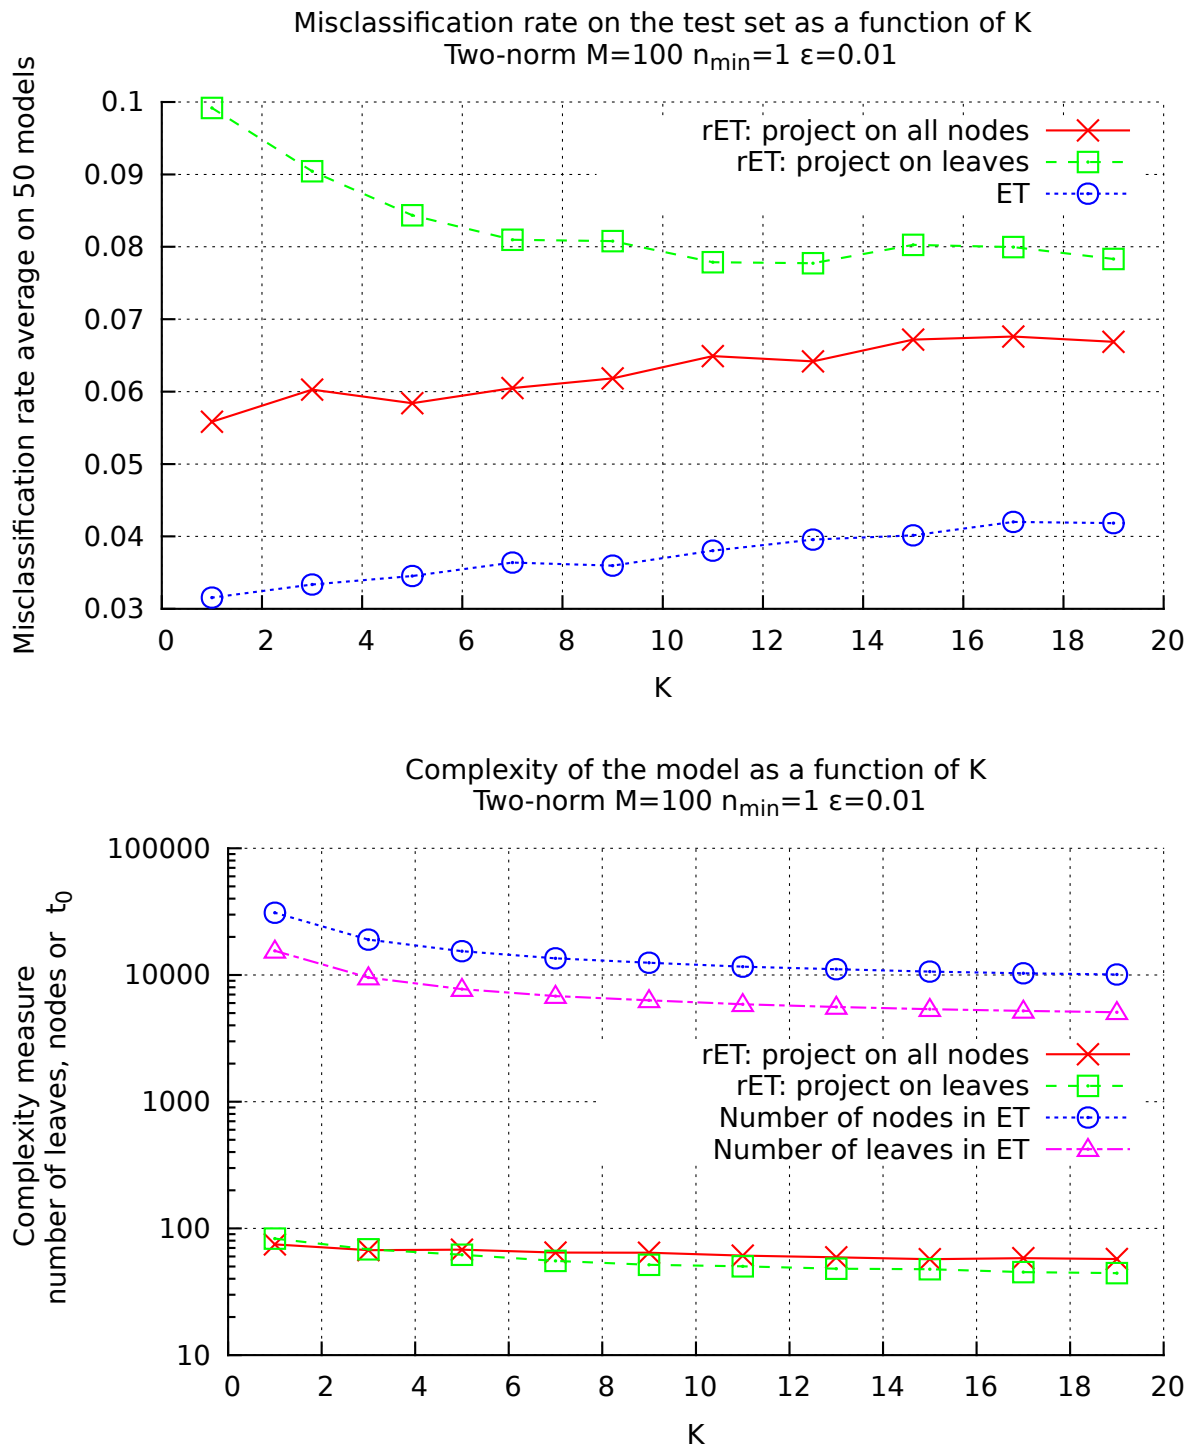 Misclassification rate on the test set as a function of K
Two-norm M=100 n_min=1 ε=0.01
Misclassification rate average on 50 models
0.1
0.09
0.08
0.07
0.06
0.05
0.04
0.03
rET: project on all nodes
rET: project on leaves
ET
0 2 4 6 8 10 12 14 16 18 20
K
Complexity of the model as a function of K
Two-norm M=100 n_min=1 ε=0.01
Complexity measure
number of leaves, nodes or t_0
100000
10000
1000
100
10
rET: project on all nodes
rET: project on leaves
Number of nodes in ET
Number of leaves in ET
0 2 4 6 8 10 12 14 16 18 20
K